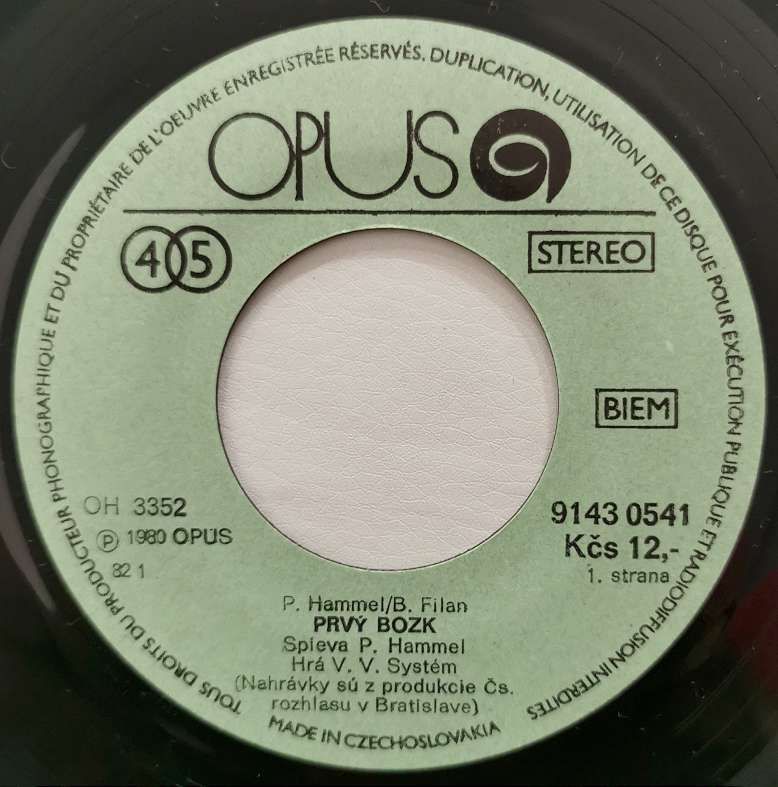 TOUS DROITS DU PRODUCTEUR PHONOGRAPHIQUE ET DU PROPRIÉTAIRE DE L'OEUVRE ENREGISTRÉE RÉSERVÉS. DUPLICATION, UTILISATION DE CE DISQUE POUR EXÉCUTION PUBLIQUE ET RADIODIFFUSION INTERDITES
OPUS
45
STEREO
BIEM
OH 3352
Ⓟ 1980 OPUS
82 1
9143 0541
Kčs 12,-
1. strana
P. Hammel/B. Filan
PRVÝ BOZK
Spieva P. Hammel
Hrá V. V. Systém
(Nahrávky sú z produkcie Čs.
rozhlasu v Bratislave)
MADE IN CZECHOSLOVAKIA